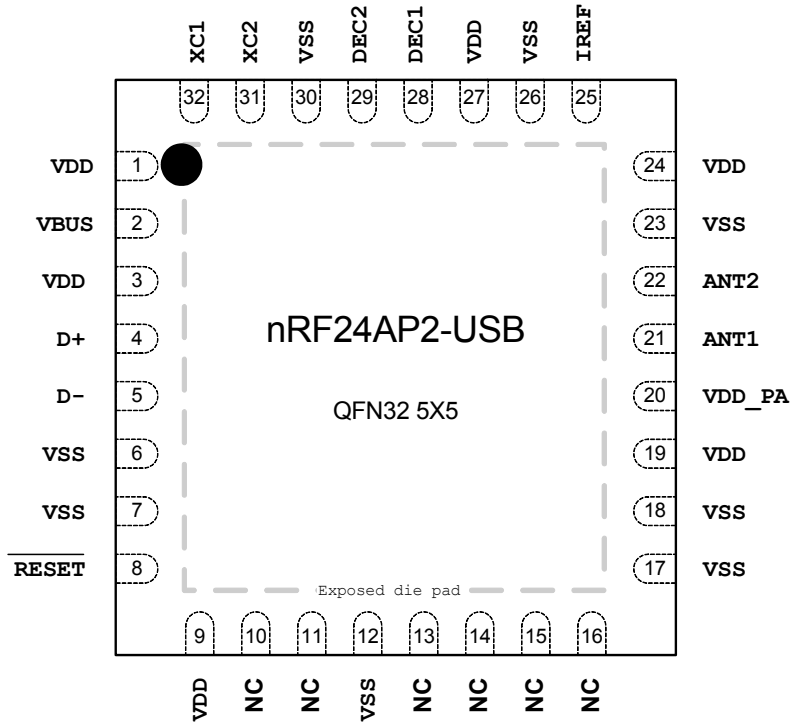 XC1 XC2 VSS DEC2 DEC1 VDD VSS IREF
32 31 30 29 28 27 26 25
VDD 1 24 VDD
VBUS 2 23 VSS
VDD 3 22 ANT2
D+ 4 21 ANT1
D- 5 20 VDD_PA
VSS 6 19 VDD
VSS 7 18 VSS
RESET 8 17 VSS
nRF24AP2-USB
QFN32 5X5
Exposed die pad
9 10 11 12 13 14 15 16
VDD NC NC VSS NC NC NC NC